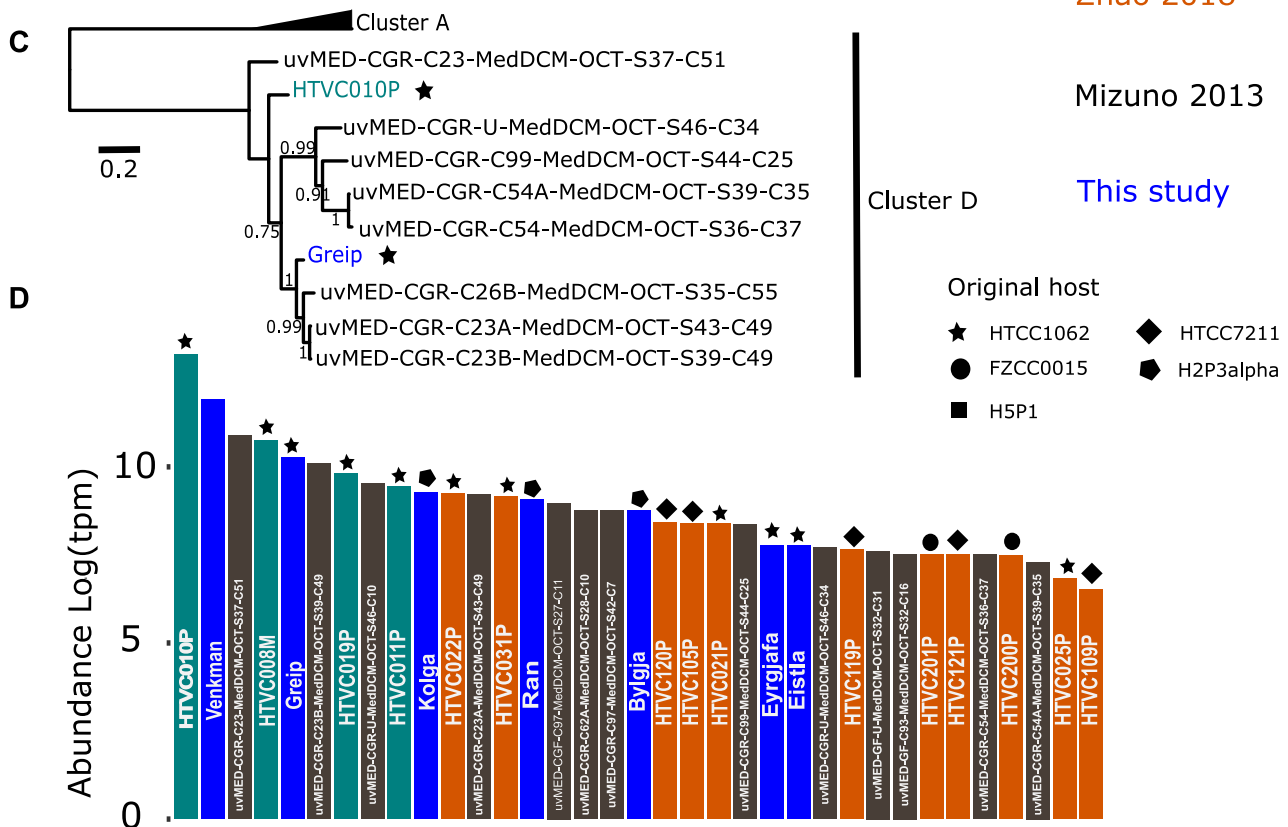 Zhao 2018
C
Cluster A
uvMED-CGR-C23-MedDCM-OCT-S37-C51
HTVC010P
Mizuno 2013
uvMED-CGR-U-MedDCM-OCT-S46-C34
0.99
0.2
uvMED-CGR-C99-MedDCM-OCT-S44-C25
0.91
uvMED-CGR-C54A-MedDCM-OCT-S39-C35
This study
Cluster D
1
uvMED-CGR-C54-MedDCM-OCT-S36-C37
0.75
Greip
1
D
uvMED-CGR-C26B-MedDCM-OCT-S35-C55
Original host
0.99
uvMED-CGR-C23A-MedDCM-OCT-S43-C49
HTCC1062
HTCC7211
1
uvMED-CGR-C23B-MedDCM-OCT-S39-C49
FZCC0015
H2P3alpha
H5P1
Abundance Log(tpm)
10
5
0
HTVC010P
Venkman
uvMED-CGR-C23-MedDCM-OCT-S37-C51
HTVC008M
Greip
uvMED-CGR-C23B-MedDCM-OCT-S39-C49
HTVC019P
uvMED-CGR-U-MedDCM-OCT-S46-C10
HTVC011P
Kolga
HTVC022P
uvMED-CGR-C23A-MedDCM-OCT-S43-C49
HTVC031P
Ran
uvMED-CGF-C97-MedDCM-OCT-S27-C11
uvMED-CGR-C62A-MedDCM-OCT-S28-C10
uvMED-CGR-C97-MedDCM-OCT-S42-C7
Bylgja
HTVC120P
HTVC105P
HTVC021P
uvMED-CGR-C99-MedDCM-OCT-S44-C25
Eyrgjafa
Eistla
uvMED-CGR-U-MedDCM-OCT-S46-C34
HTVC119P
uvMED-GF-U-MedDCM-OCT-S32-C31
uvMED-GF-C93-MedDCM-OCT-S32-C16
HTVC201P
HTVC121P
uvMED-CGR-C54-MedDCM-OCT-S36-C37
HTVC200P
uvMED-CGR-C54A-MedDCM-OCT-S39-C35
HTVC025P
HTVC109P